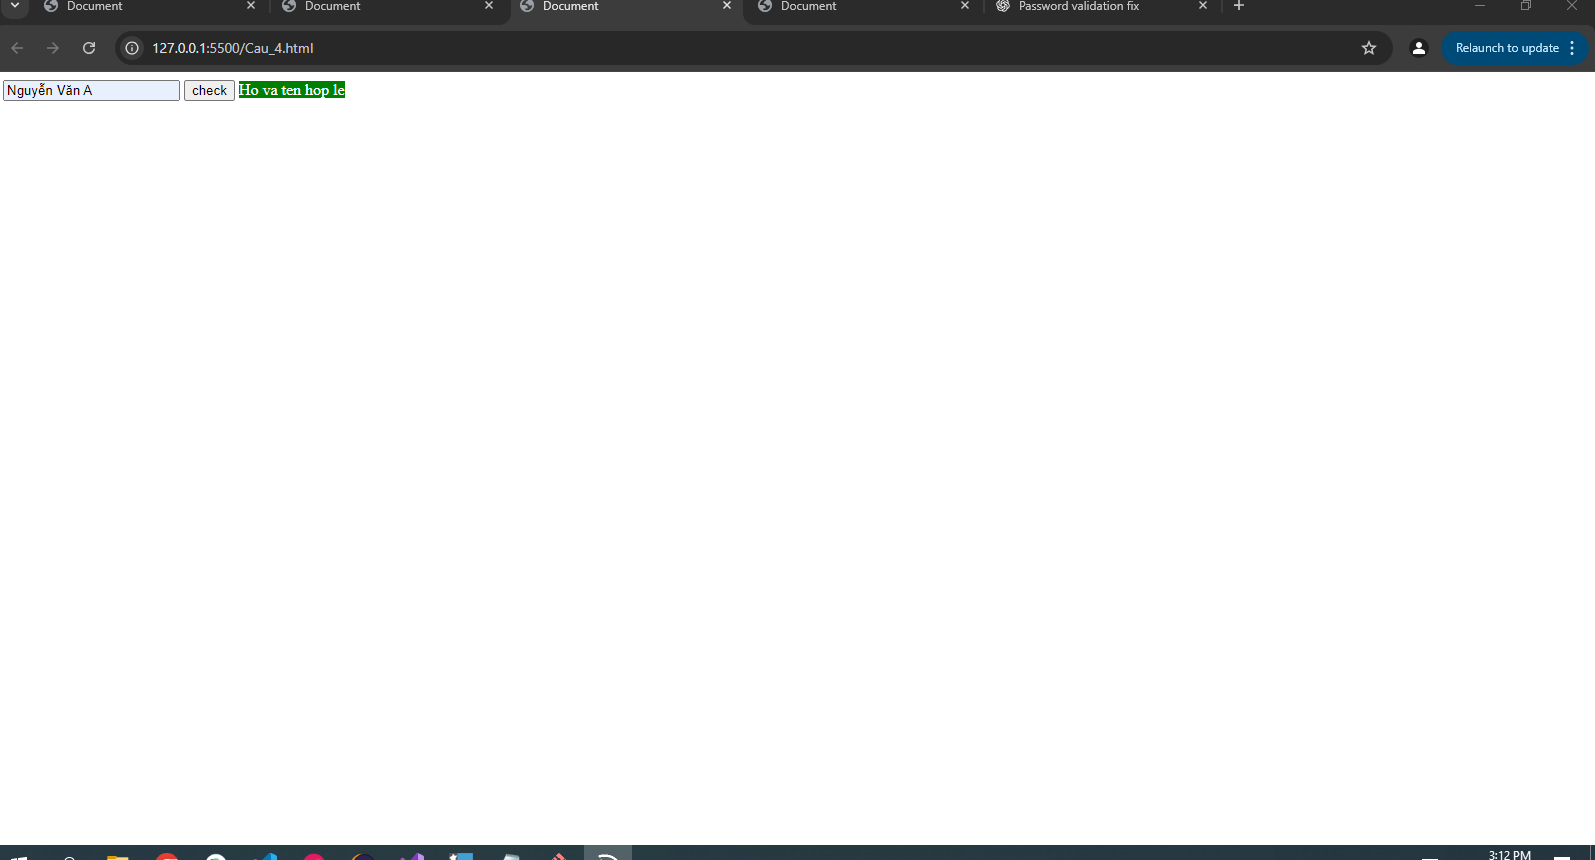 Document Document Document Document Password validation fix
127.0.0.1:5500/Cau_4.html Relaunch to update
Nguyễn Văn A check Ho va ten hop le
3:12 PM